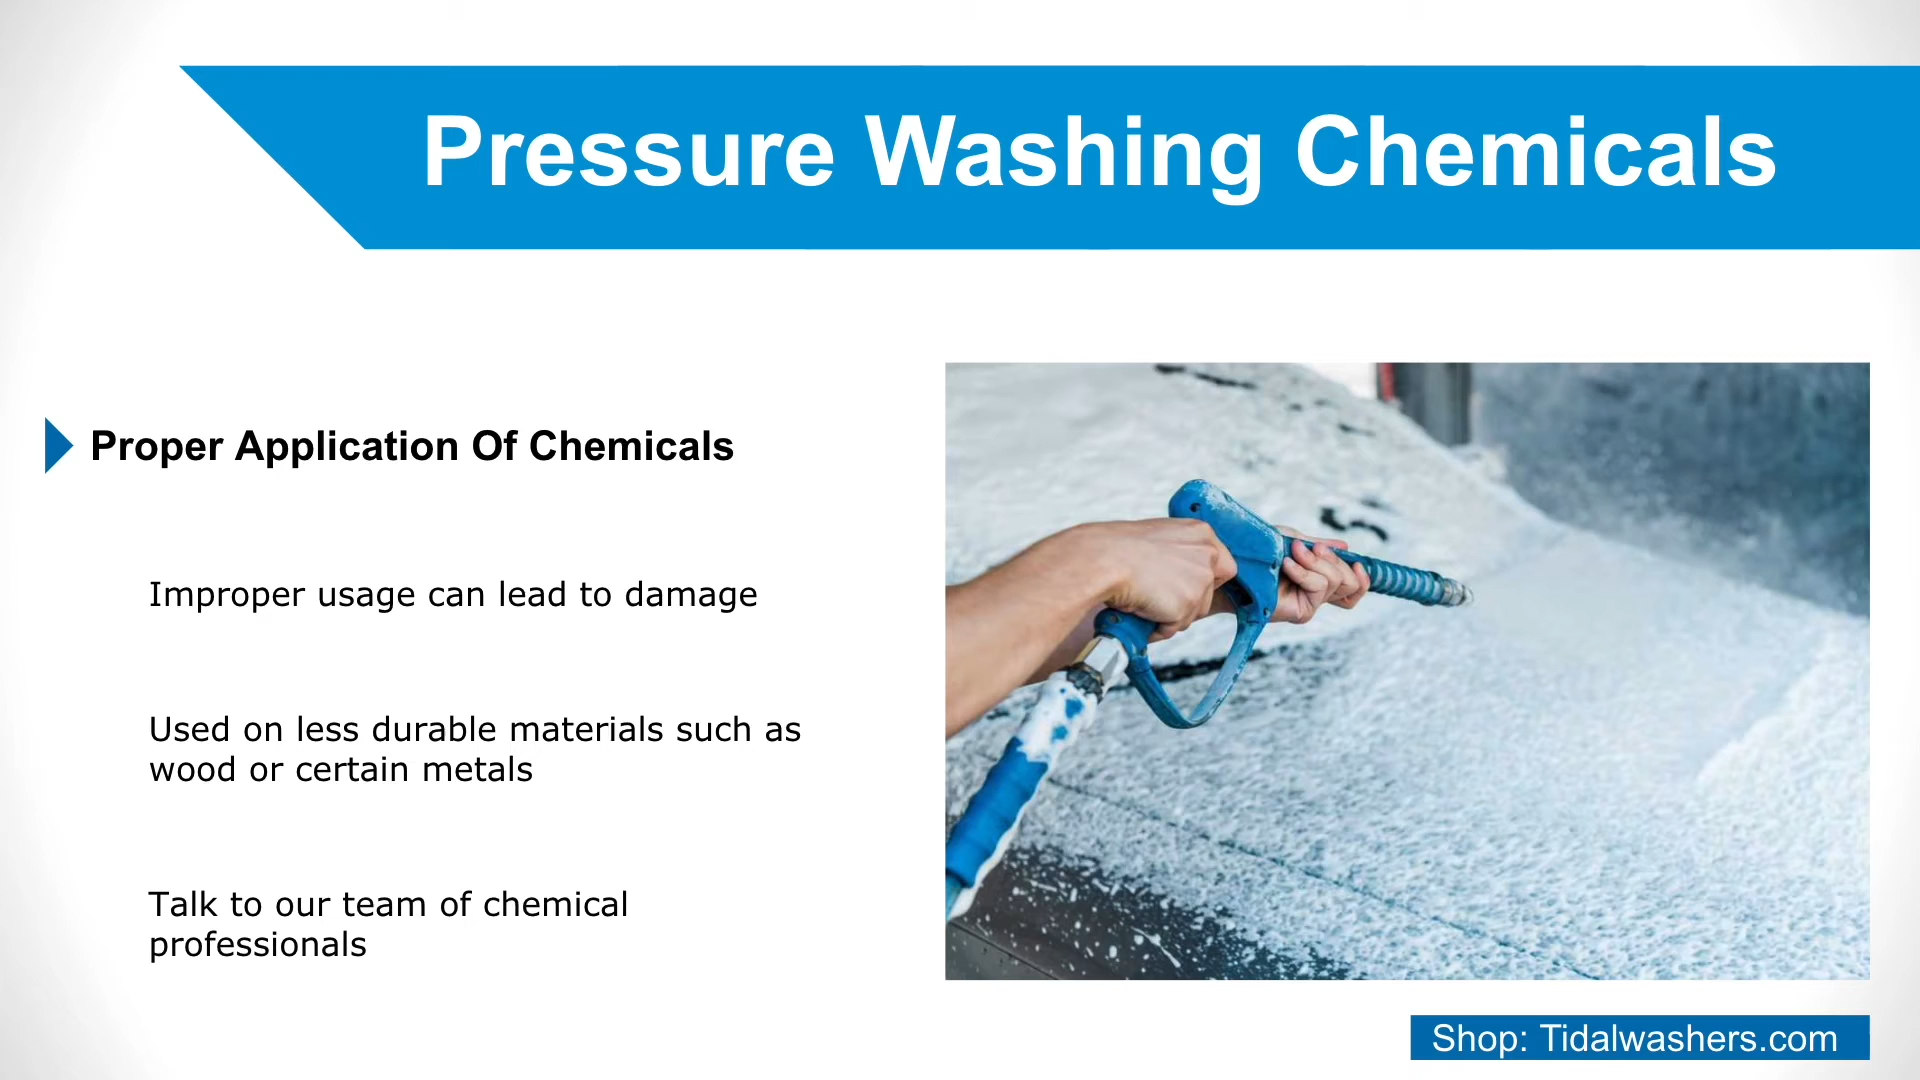 Pressure Washing Chemicals
Proper Application Of Chemicals
Improper usage can lead to damage
Used on less durable materials such as
wood or certain metals
Talk to our team of chemical
professionals
Shop: Tidalwashers.com